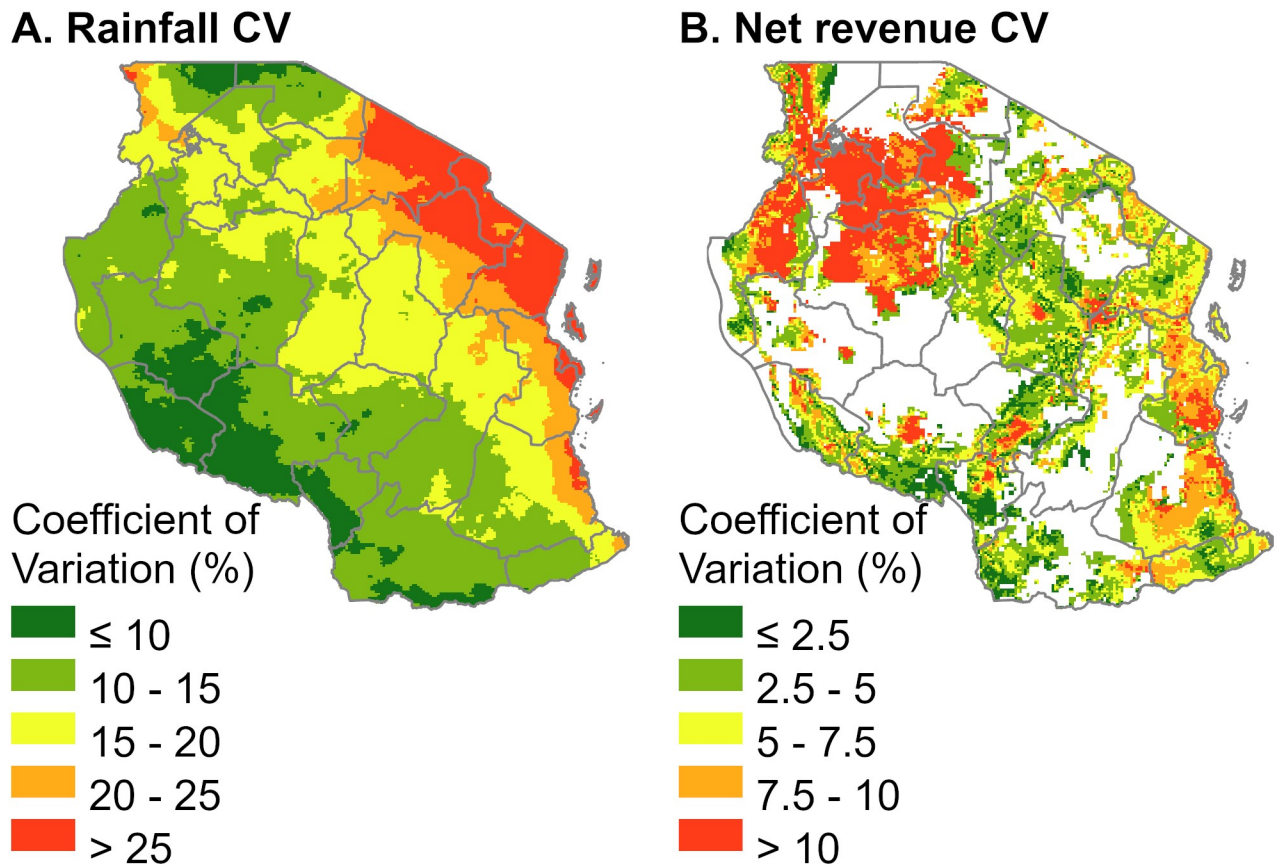 A. Rainfall CV
Coefficient of
Variation (%)
≤ 10
10 - 15
15 - 20
20 - 25
> 25
B. Net revenue CV
Coefficient of
Variation (%)
≤ 2.5
2.5 - 5
5 - 7.5
7.5 - 10
> 10